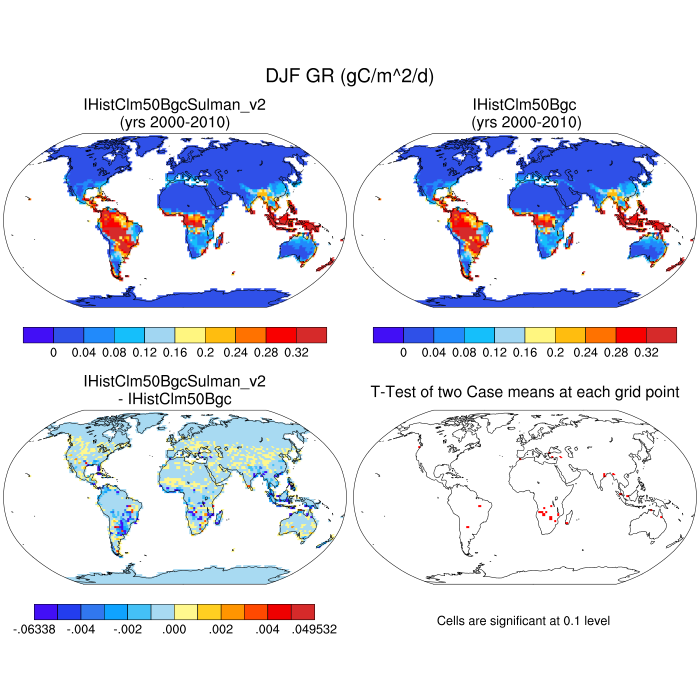 DJF GR (gC/m^2/d)
IHistClm50BgcSulman_v2
(yrs 2000-2010)
IHistClm50Bgc
(yrs 2000-2010)
0 0.04 0.08 0.12 0.16 0.2 0.24 0.28 0.32
0 0.04 0.08 0.12 0.16 0.2 0.24 0.28 0.32
IHistClm50BgcSulman_v2
- IHistClm50Bgc
T-Test of two Case means at each grid point
-.06338 -.004 -.002 .000 .002 .004 .049532
Cells are significant at 0.1 level